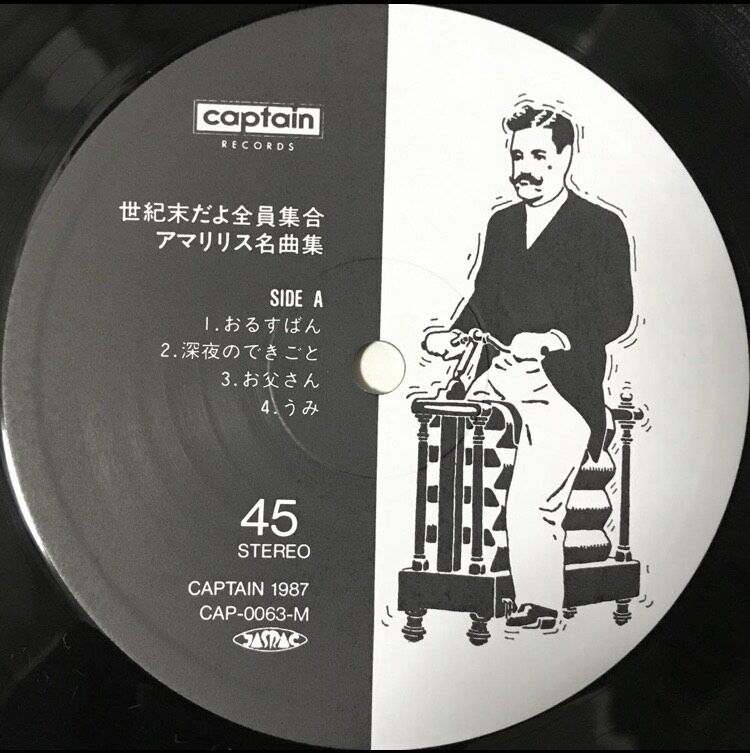 captain
RECORDS
世紀末だよ全員集合
アマリリス名曲集
SIDE A
1.おるすばん
2.深夜のできごと
3.お父さん
4.うみ
45
STEREO
CAPTAIN 1987
CAP-0063-M
JASRAC